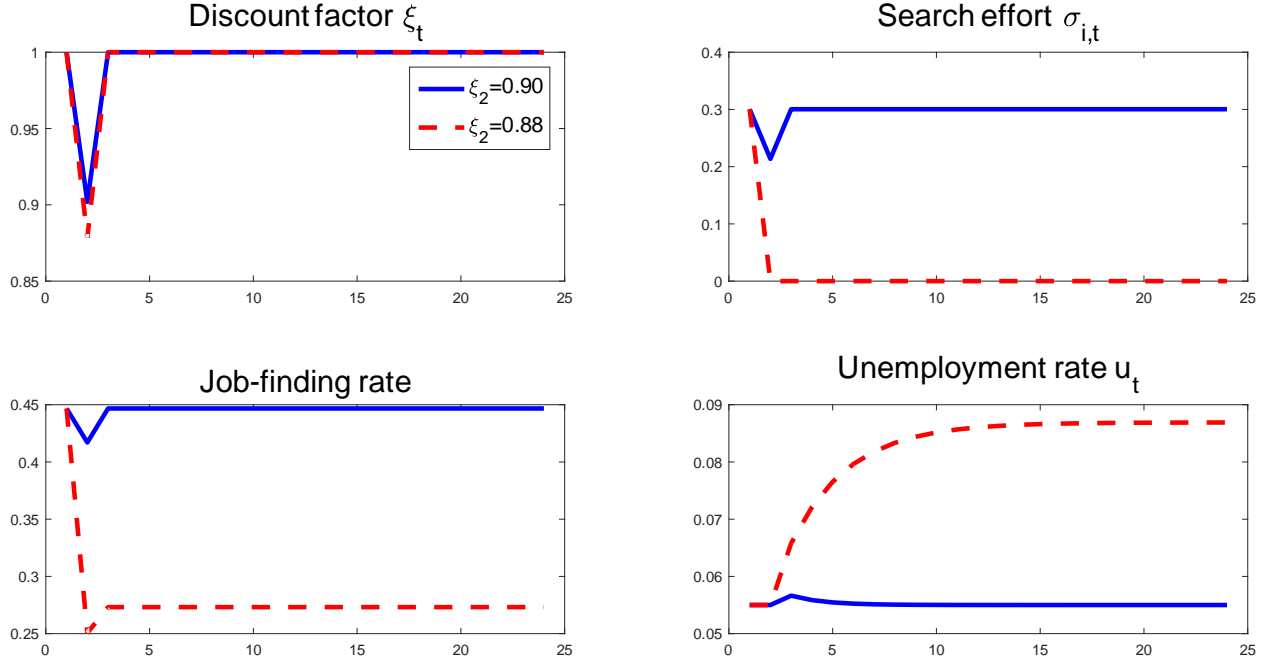 Discount factor ξt
1
0.95
0.9
0.85
0 5 10 15 20 25
ξ2=0.90
ξ2=0.88
Search effort σi,t
0.4
0.3
0.2
0.1
0
0 5 10 15 20 25
Job-finding rate
0.45
0.4
0.35
0.3
0.25
0 5 10 15 20 25
Unemployment rate ut
0.09
0.08
0.07
0.06
0.05
0 5 10 15 20 25